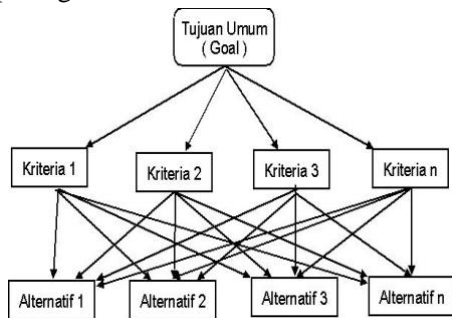 Tujuan Umum
( Goal )
Kriteria 1
Kriteria 2
Kriteria 3
Kriteria n
Alternatif 1
Alternatif 2
Alternatif 3
Alternatif n